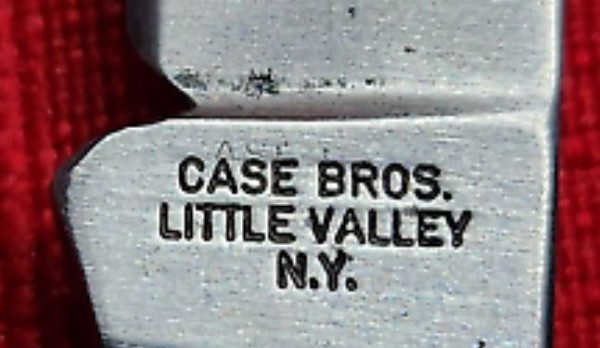 CASE BROS.
LITTLE VALLEY
N.Y.